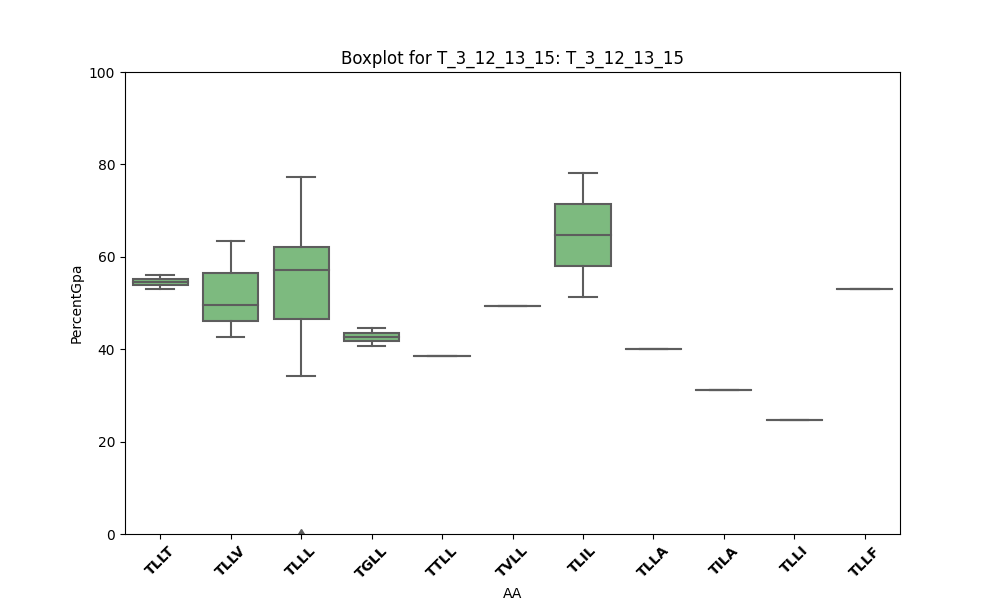 Boxplot for T_3_12_13_15: T_3_12_13_15
100
80
60
40
20
0
PercentGpa
TLLT TLLV TLLL TGLL TTLL TVLL TLIL TLLA TILA TLLI TLLF
AA